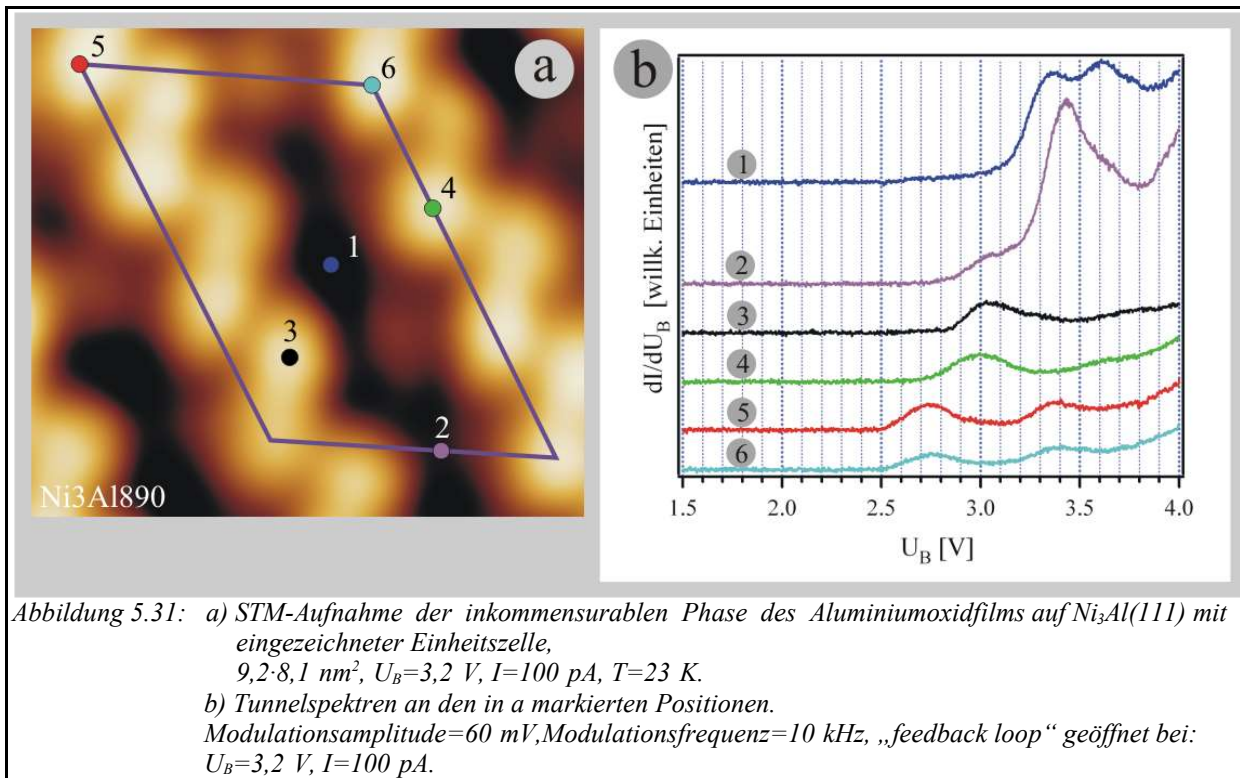 5
6
a
4
1
3
2
Ni3Al890
b
dI/dU_B [willk. Einheiten]
1
2
3
4
5
6
1.5 2.0 2.5 3.0 3.5 4.0
U_B [V]
Abbildung 5.31: a) STM-Aufnahme der inkommensurablen Phase des Aluminiumoxidfilms auf Ni₃Al(111) mit
eingezeichneter Einheitszelle,
9,2·8,1 nm², U_B=3,2 V, I=100 pA, T=23 K.
b) Tunnelspektren an den in a markierten Positionen.
Modulationsamplitude=60 mV,Modulationsfrequenz=10 kHz, „feedback loop“ geöffnet bei:
U_B=3,2 V, I=100 pA.